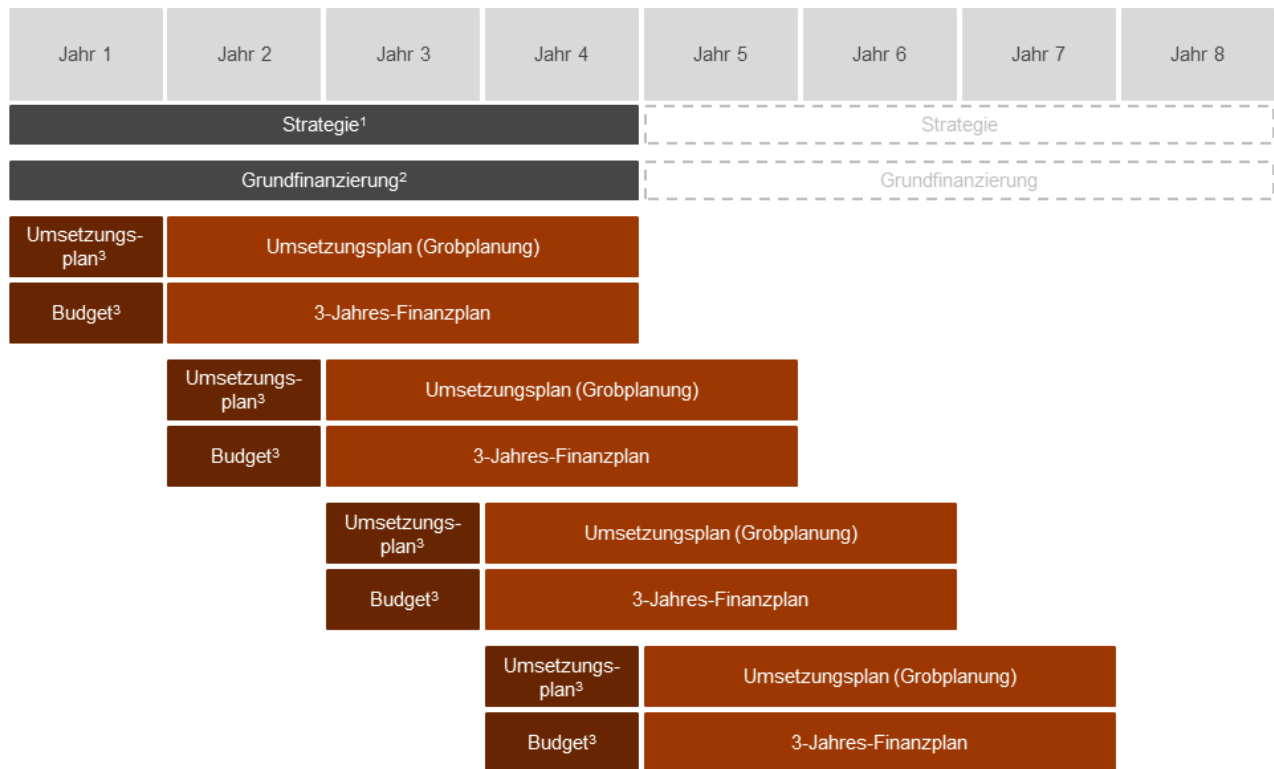 Jahr 1 Jahr 2 Jahr 3 Jahr 4 Jahr 5 Jahr 6 Jahr 7 Jahr 8
Strategie¹ Strategie
Grundfinanzierung² Grundfinanzierung
Umsetzungs-
plan³
Umsetzungsplan (Grobplanung)
Budget³ 3-Jahres-Finanzplan
Umsetzungs-
plan³
Umsetzungsplan (Grobplanung)
Budget³ 3-Jahres-Finanzplan
Umsetzungs-
plan³
Umsetzungsplan (Grobplanung)
Budget³ 3-Jahres-Finanzplan
Umsetzungs-
plan³
Umsetzungsplan (Grobplanung)
Budget³ 3-Jahres-Finanzplan